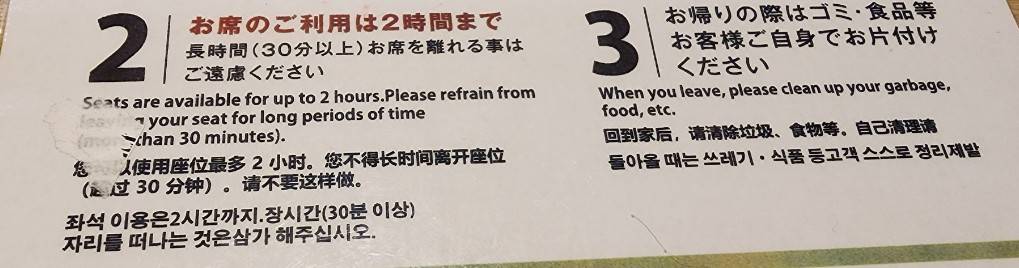 2
お席のご利用は2時間まで
長時間(30分以上)お席を離れる事は
ご遠慮ください
Seats are available for up to 2 hours.Please refrain from
leaving your seat for long periods of time
(more than 30 minutes).
您可以使用座位最多 2 小时。您不得长时间离开座位
(超过 30 分钟) 。请不要这样做。
좌석 이용은2시간까지.장시간(30분 이상)
자리를 떠나는 것은삼가 해주십시오.
3
お帰りの際はゴミ・食品等
お客様ご自身でお片付け
ください
When you leave, please clean up your garbage,
food, etc.
回到家后，请清除垃圾、食物等。自己清理请
돌아올 때는 쓰레기・식품 등고객 스스로 정리제발